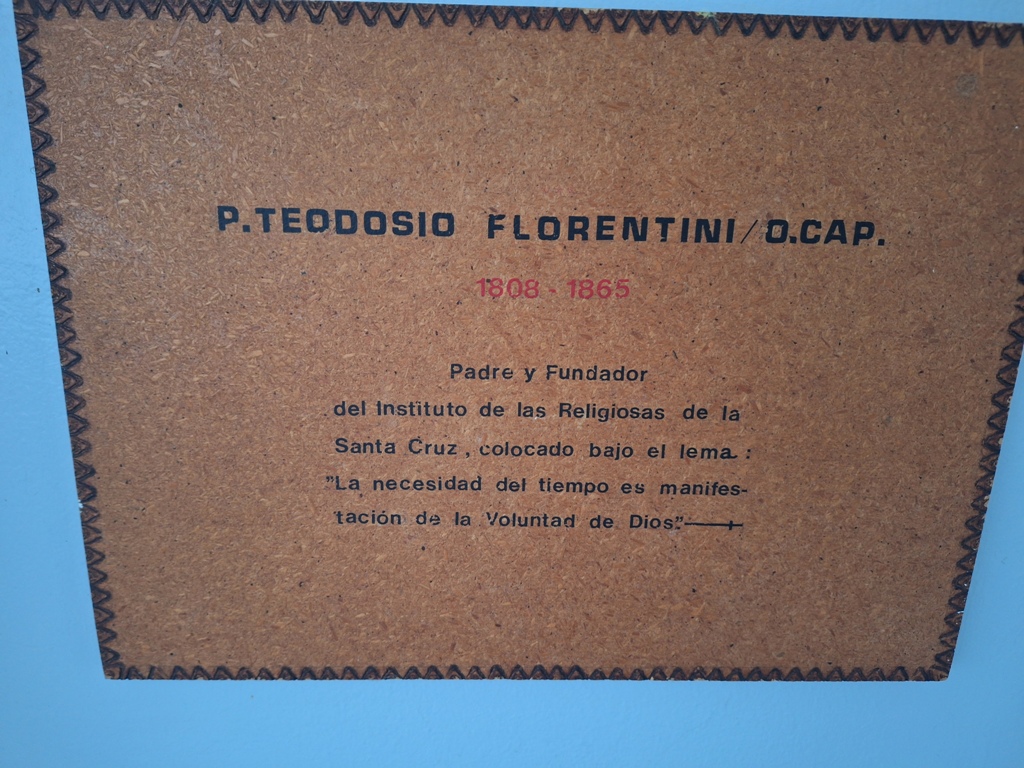 P.TEODOSIO FLORENTINI/O.CAP.
1808 - 1865
Padre y Fundador
del Instituto de las Religiosas de la
Santa Cruz, colocado bajo el lema:
"La necesidad del tiempo es manifes-
tación de la Voluntad de Dios."